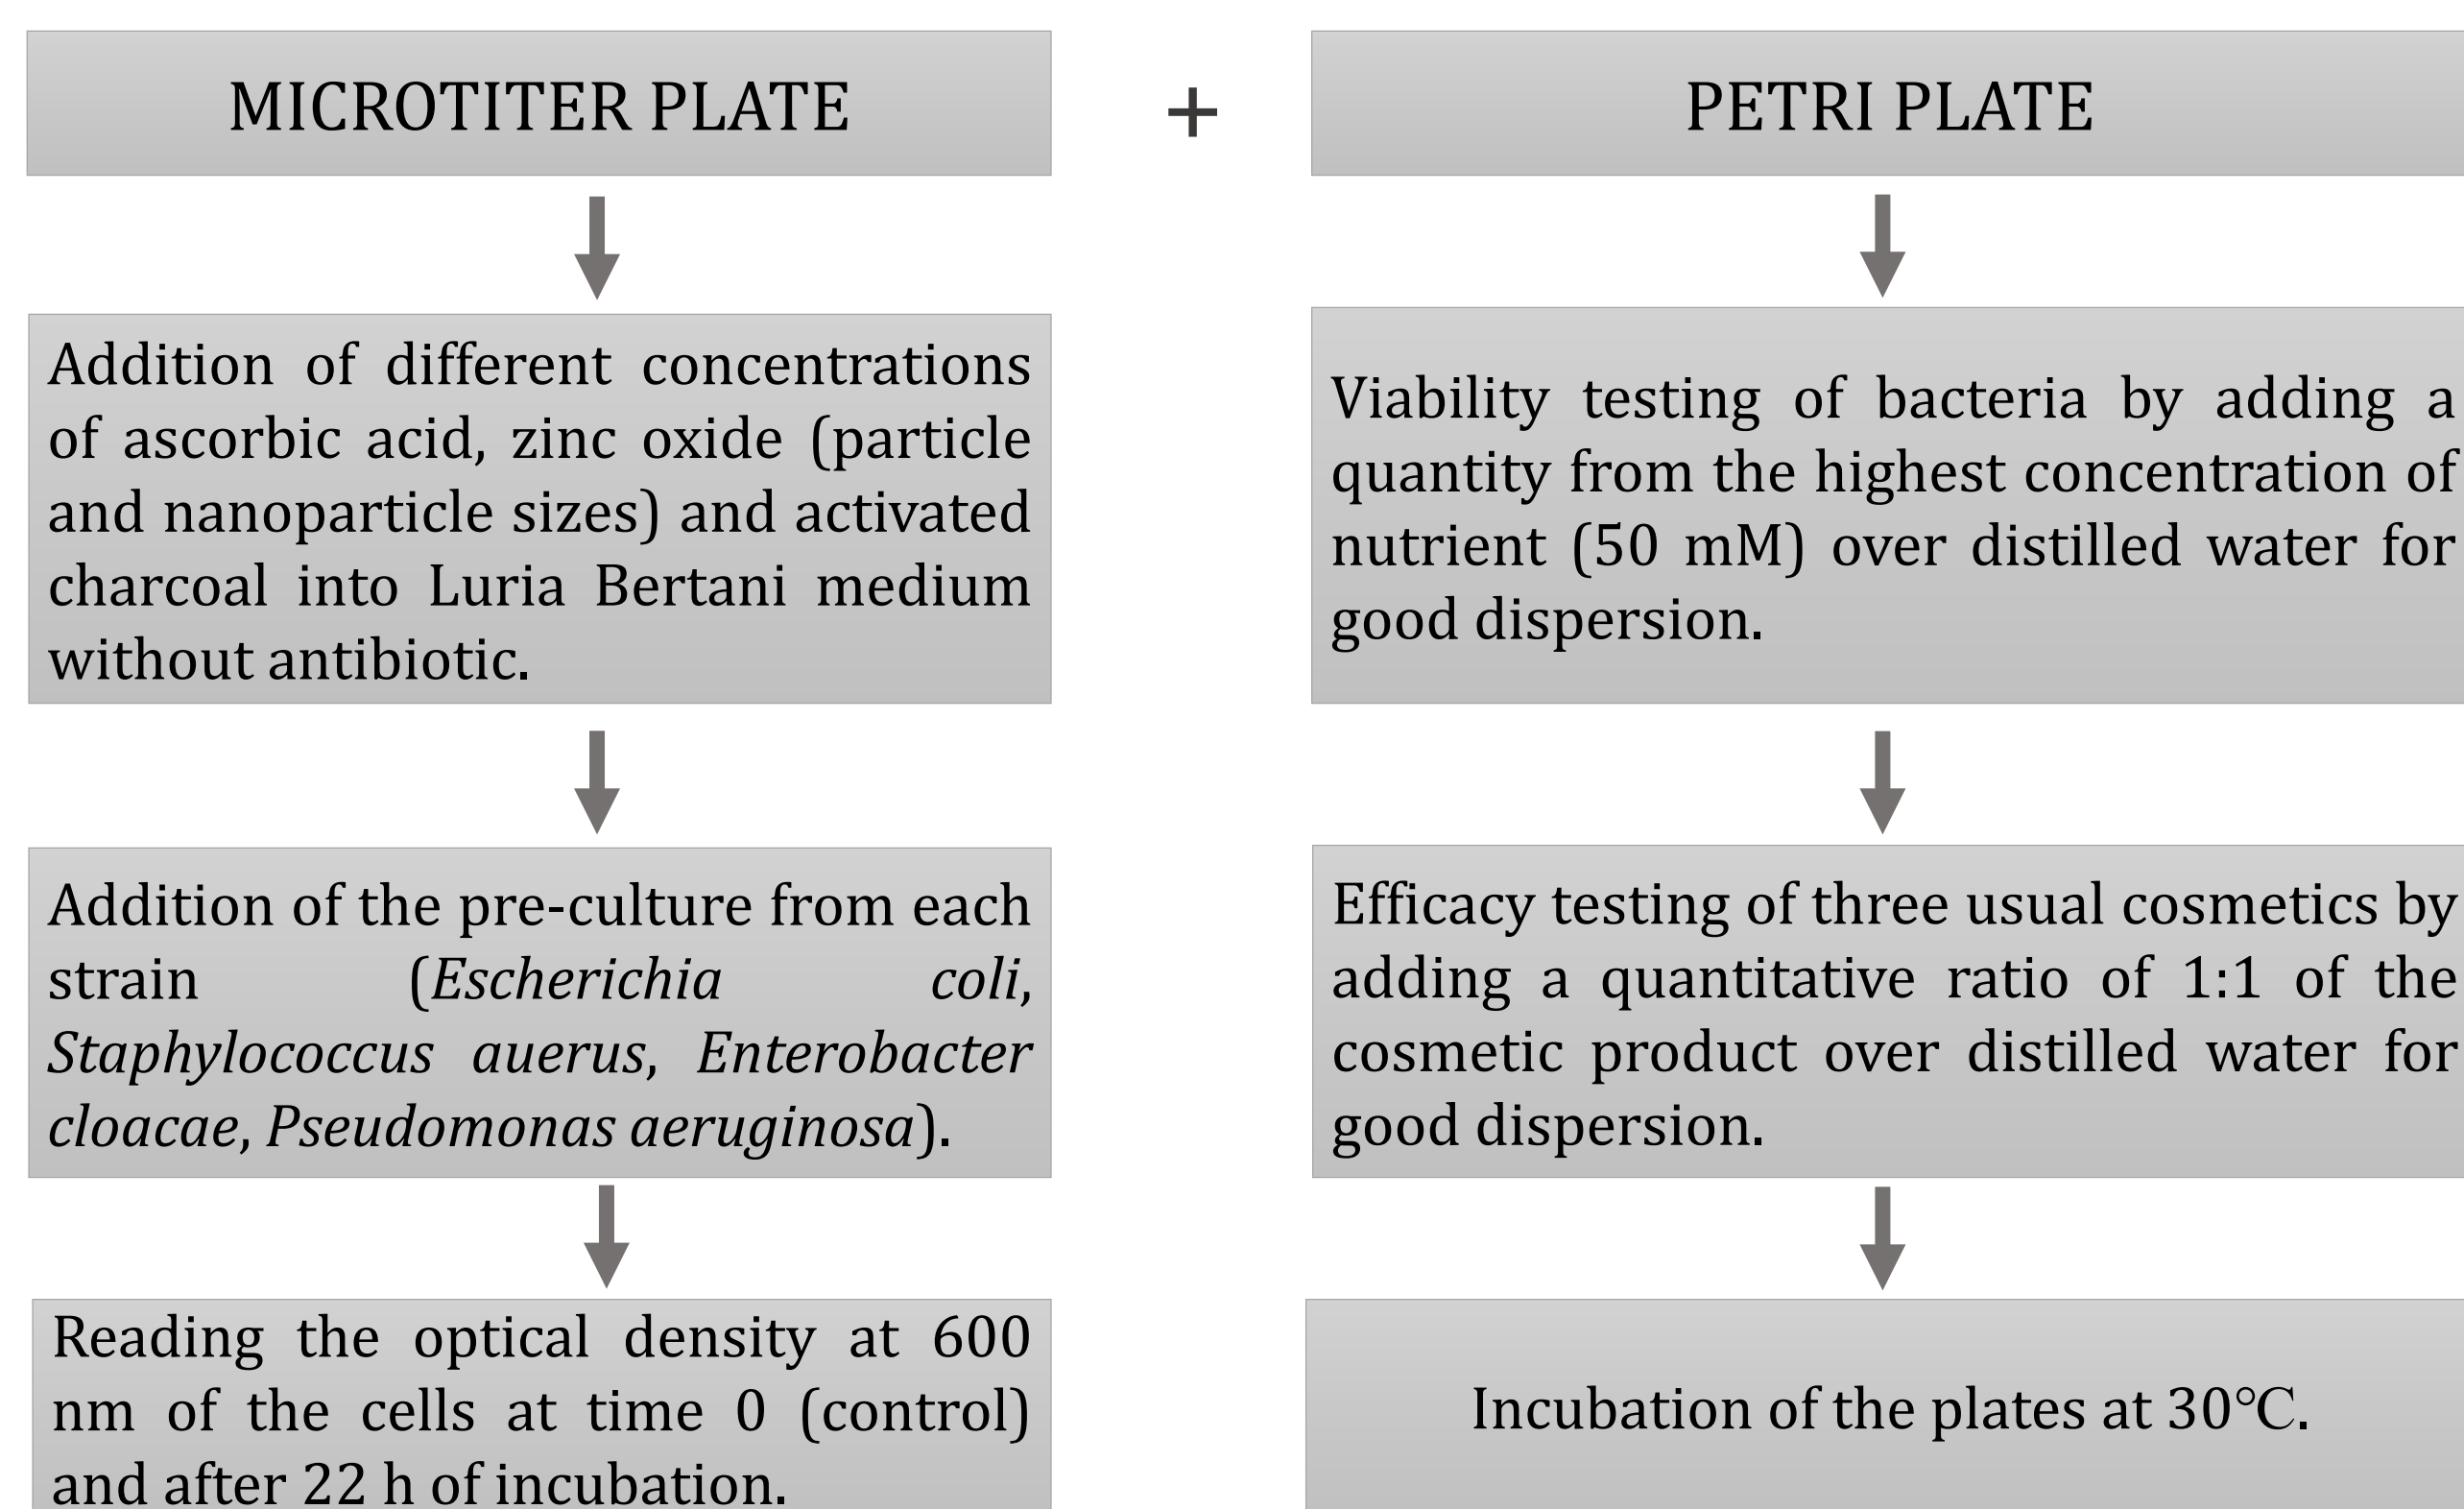 MICROTITER PLATE
+
PETRI PLATE
Addition of different concentrations
of ascorbic acid, zinc oxide (particle
and nanoparticle sizes) and activated
charcoal into Luria Bertani medium
without antibiotic.
Viability testing of bacteria by adding a
quantity from the highest concentration of
nutrient (50 mM) over distilled water for
good dispersion.
Addition of the pre-culture from each
strain (Escherichia coli,
Staphylococcus auerus, Enterobacter
cloacae, Pseudomonas aeruginosa).
Efficacy testing of three usual cosmetics by
adding a quantitative ratio of 1:1 of the
cosmetic product over distilled water for
good dispersion.
Reading the optical density at 600
nm of the cells at time 0 (control)
and after 22 h of incubation.
Incubation of the plates at 30℃.